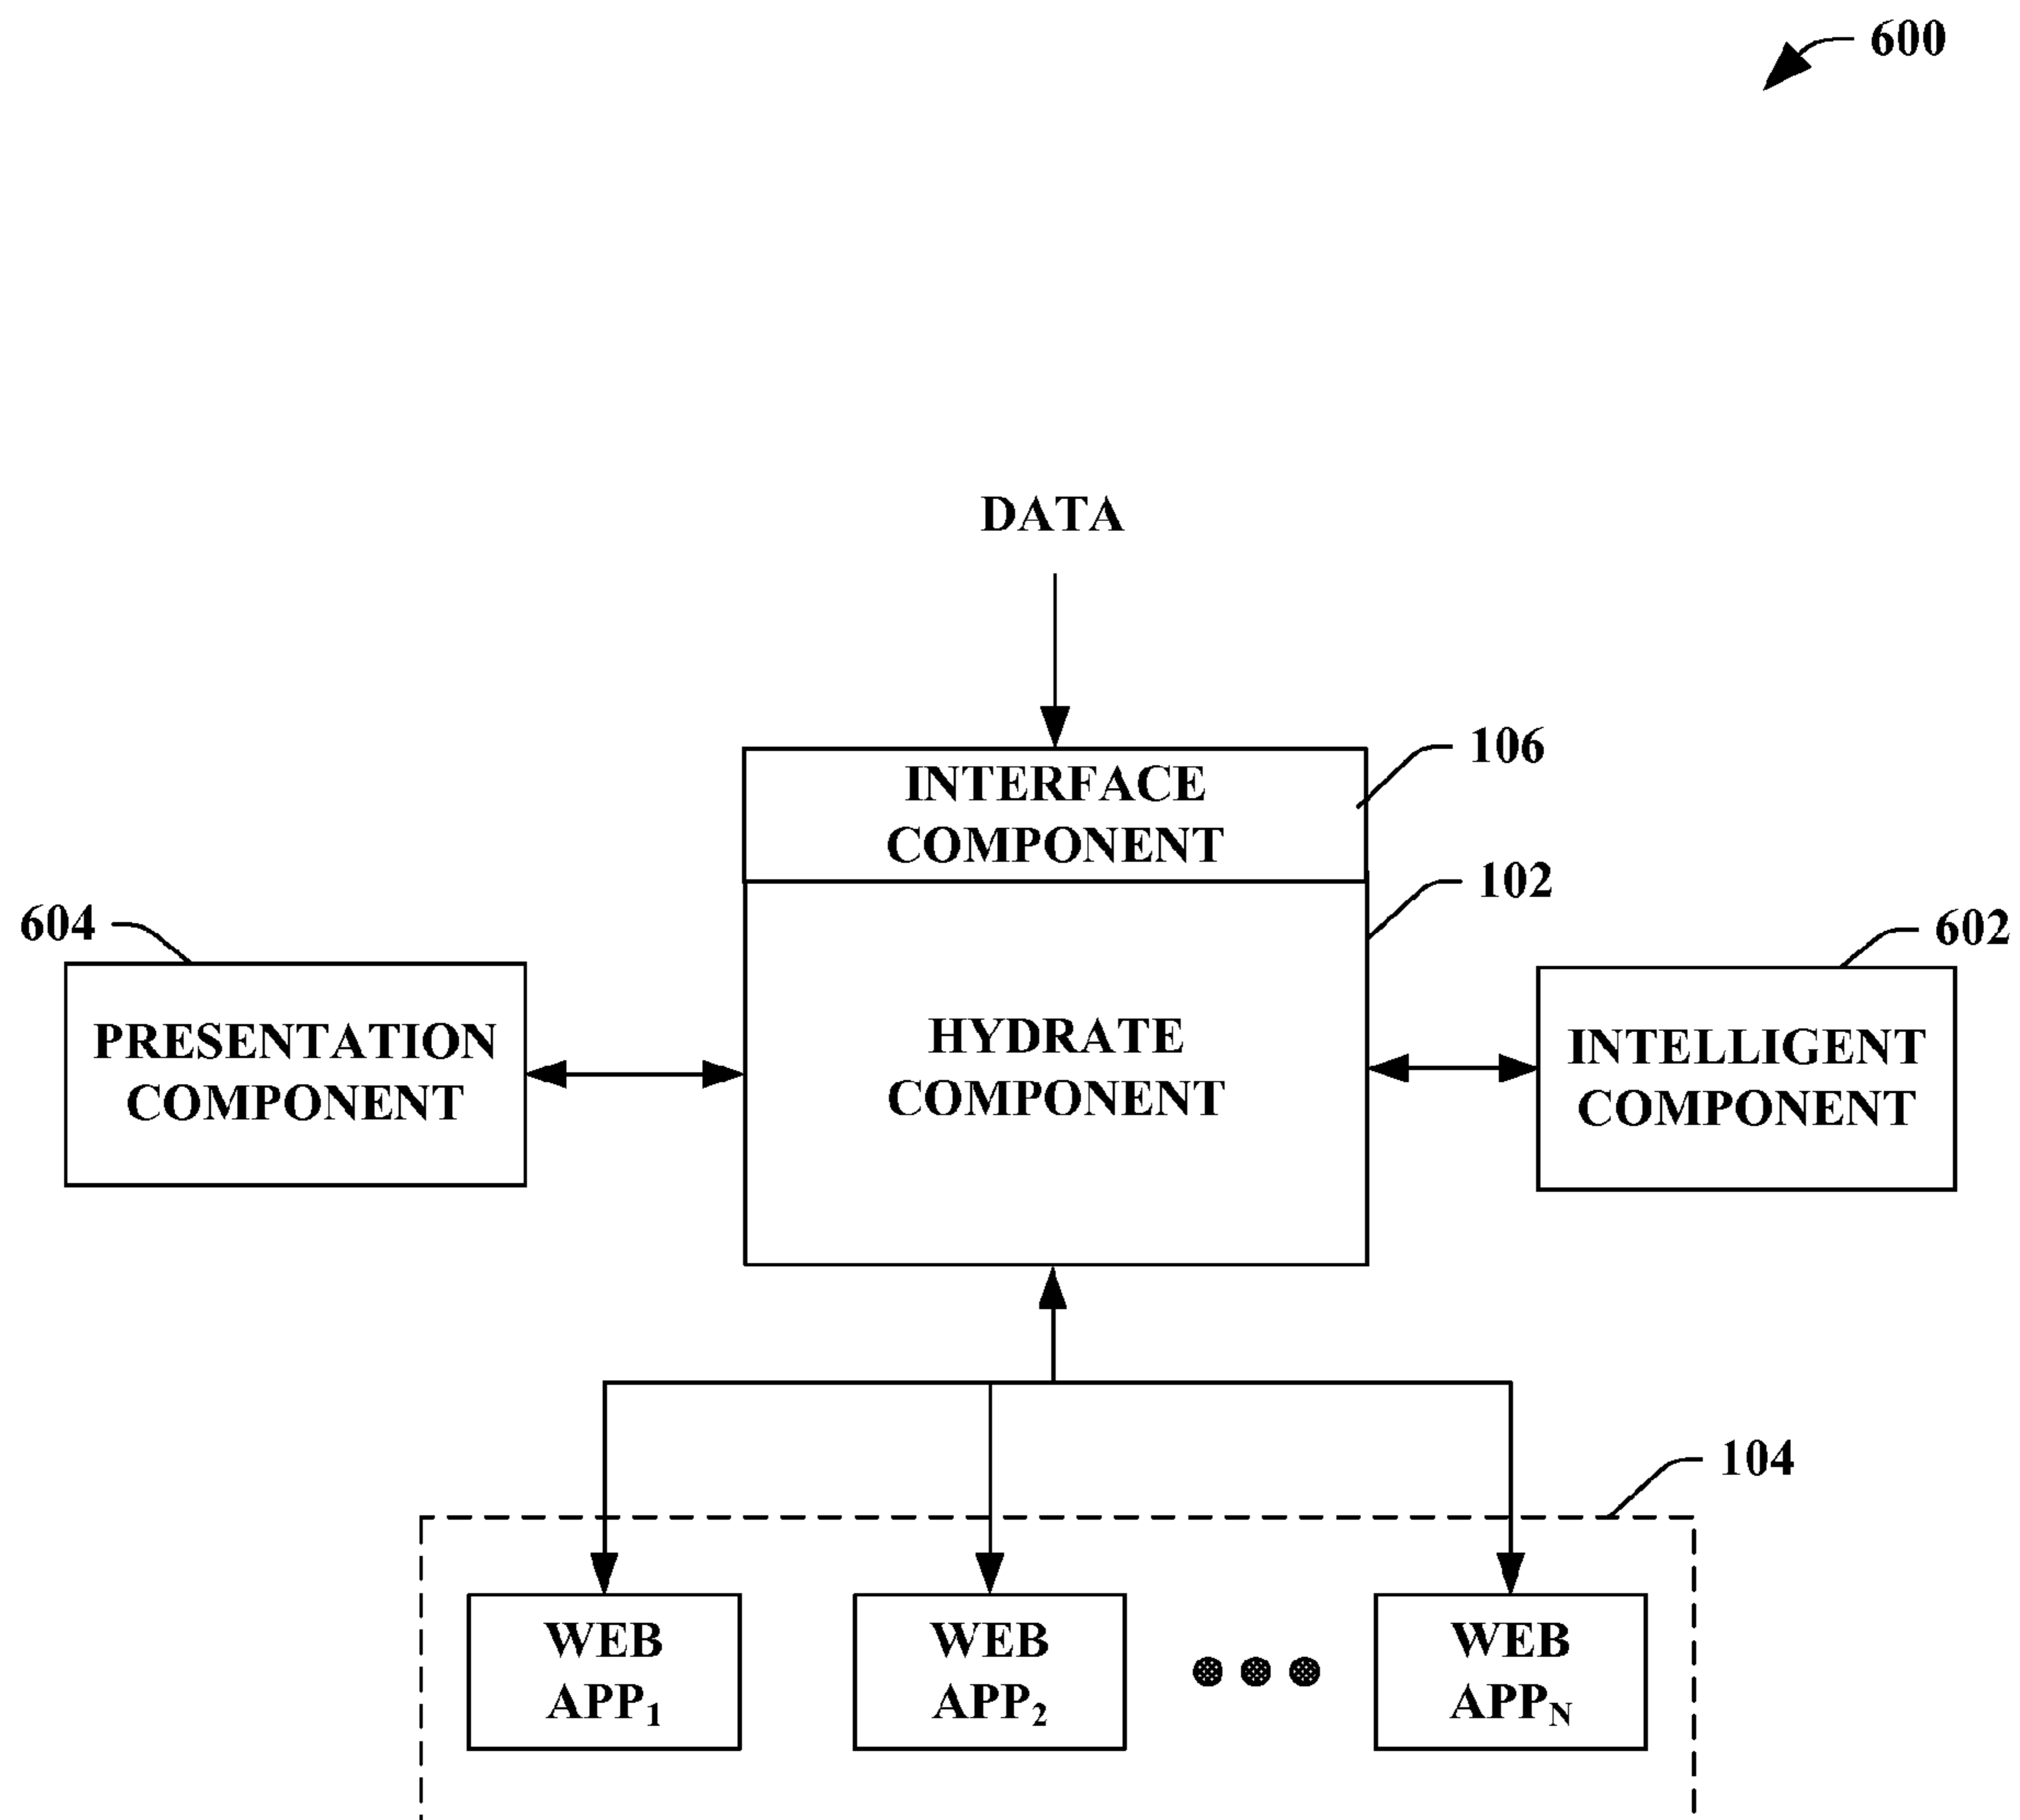 600
DATA
INTERFACE
COMPONENT
106
102
604
602
PRESENTATION
COMPONENT
HYDRATE
COMPONENT
INTELLIGENT
COMPONENT
104
WEB
APP₁
WEB
APP₂
WEB
APP_N